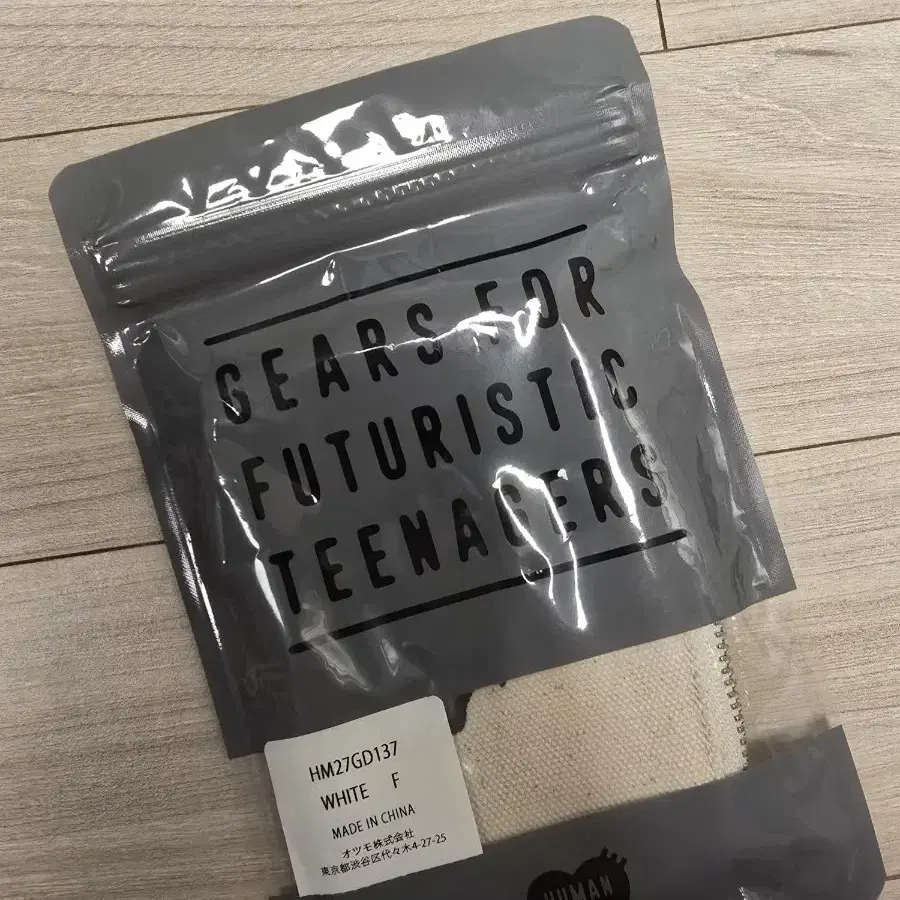 GEARS FOR
FUTURISTIC
TEENAGERS
HM27GD137
WHITE F
MADE IN CHINA
オツモ株式会社
東京都渋谷区代々木4-27-25
HUMAN